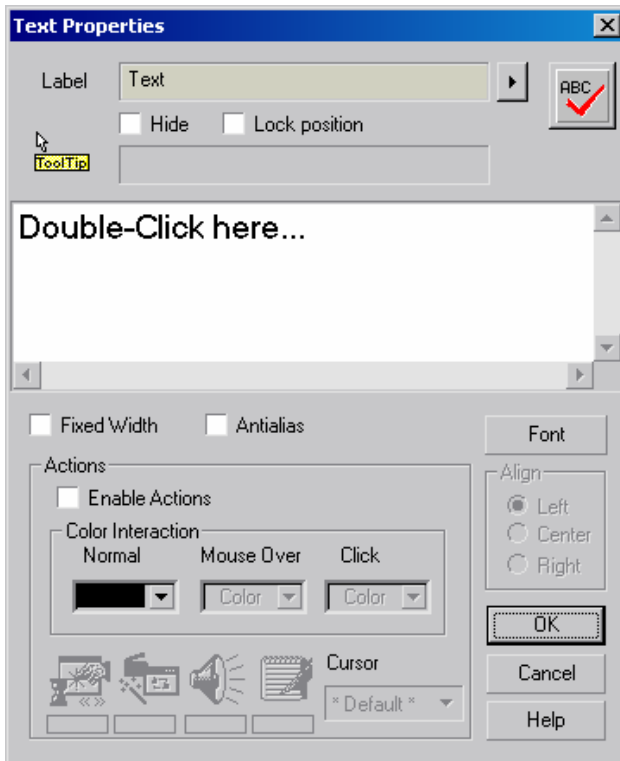 Text Properties
Label Text
ABC
Hide Lock position
ToolTip
Double-Click here...
Fixed Width Antialias
Font
Actions
Enable Actions
Align
Left
Center
Right
Color Interaction
Normal Mouse Over Click
Color Color
OK
Cursor
* Default *
Cancel
Help